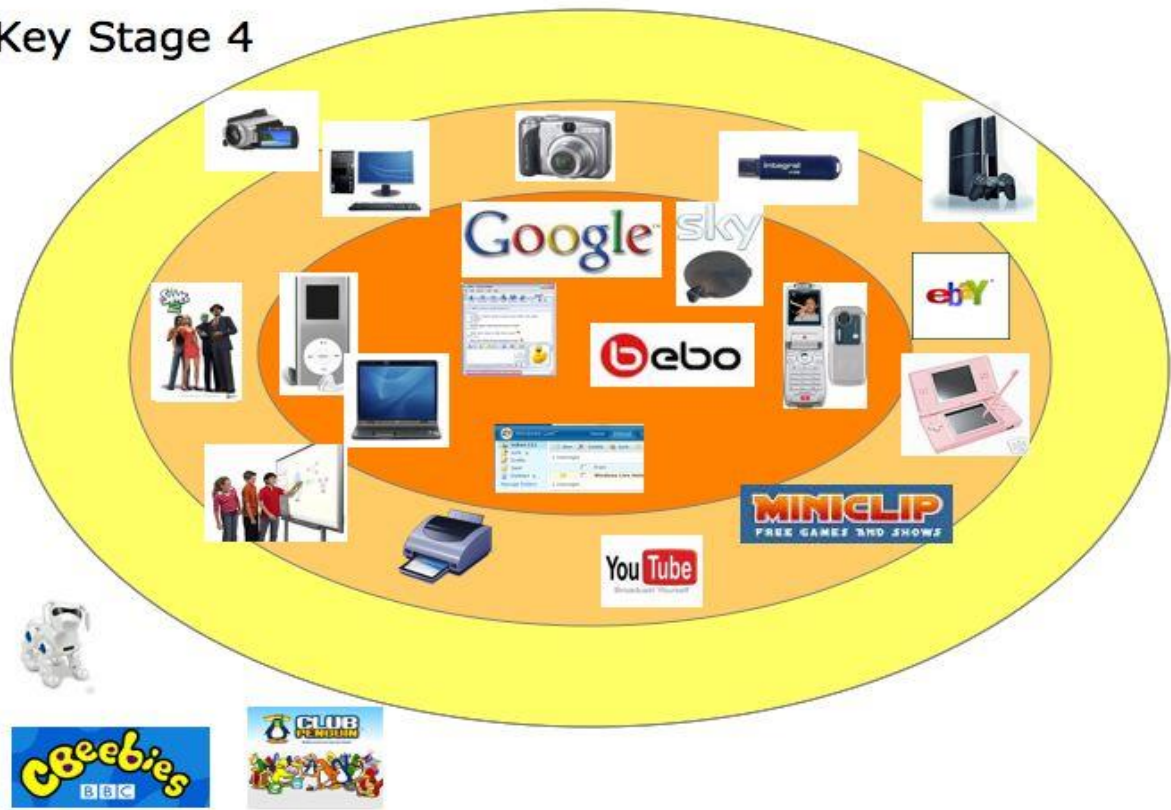 Key Stage 4
integral
Google
sky
ebay
bebo
MINICLIP
FREE GAMES AND SHOWS
You Tube
Broadcast Yourself
CLUB
PENGUIN
CBeebies
BBC